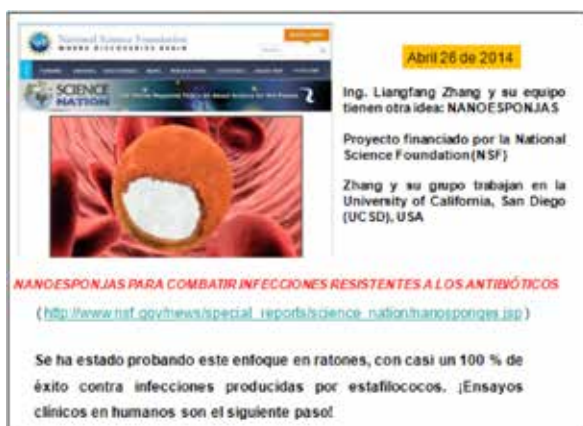 National Science Foundation
WHERE DISCOVERIES BEGIN
SCIENCE
NATION
Abril 26 de 2014
Ing. Liangfang Zhang y su equipo
tienen otra idea: NANOESPONJAS
Proyecto financiado por la National
Science Foundation(NSF)
Zhang y su grupo trabajan en la
University of California, San Diego
(UCSD), USA
NANOESPONJAS PARA COMBATIR INFECCIONES RESISTENTES A LOS ANTIBIÓTICOS
(http://www.nsf.gov/news/special_reports/science_nation/nanosponges.jsp)
Se ha estado probando este enfoque en ratones, con casi un 100 % de
éxito contra infecciones producidas por estafilococos. ¡Ensayos
clínicos en humanos son el siguiente paso!